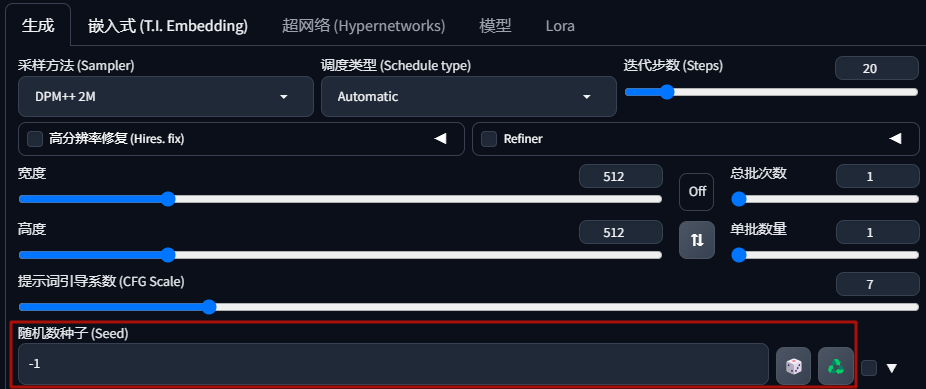 生成 嵌入式 (T.I. Embedding) 超网络 (Hypernetworks) 模型 Lora
采样方法 (Sampler) 调度类型 (Schedule type) 迭代步数 (Steps) 20
DPM++ 2M Automatic
高分辨率修复 (Hires. fix) Refiner
宽度 512 总批次数 1
Off
高度 512 单批数量 1
提示词引导系数 (CFG Scale) 7
随机数种子 (Seed)
-1